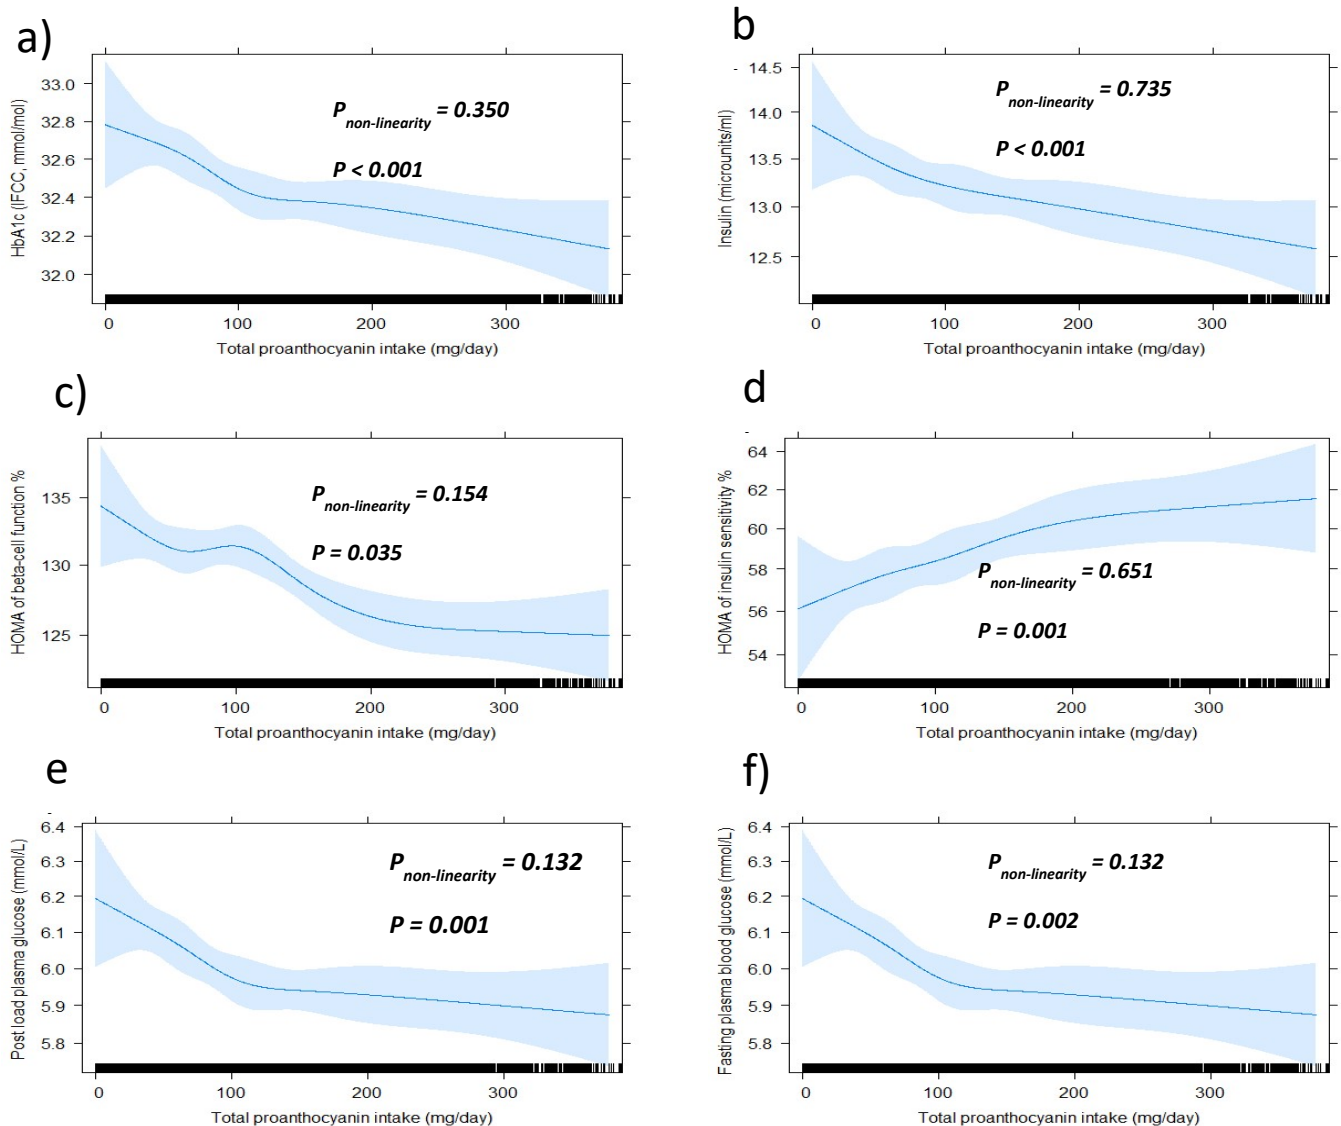 a)
HbA1c (IFCC, mmol/mol)
33.0
32.8
32.6
32.4
32.2
32.0
P non-linearity = 0.350
P < 0.001
0 100 200 300
Total proanthocyanin intake (mg/day)
b
Insulin (microunits/ml)
14.5
14.0
13.5
13.0
12.5
P non-linearity = 0.735
P < 0.001
0 100 200 300
Total proanthocyanin intake (mg/day)
c)
HOMA of beta-cell function %
135
130
125
P non-linearity = 0.154
P = 0.035
0 100 200 300
Total proanthocyanin intake (mg/day)
d
HOMA of insulin sensitivity %
64
62
60
58
56
54
P non-linearity = 0.651
P = 0.001
0 100 200 300
Total proanthocyanin intake (mg/day)
e
Post load plasma glucose (mmol/L)
6.4
6.3
6.2
6.1
6.0
5.9
5.8
P non-linearity = 0.132
P = 0.001
0 100 200 300
Total proanthocyanin intake (mg/day)
f)
Fasting plasma blood glucose (mmol/L)
6.4
6.3
6.2
6.1
6.0
5.9
5.8
P non-linearity = 0.132
P = 0.002
0 100 200 300
Total proanthocyanin intake (mg/day)